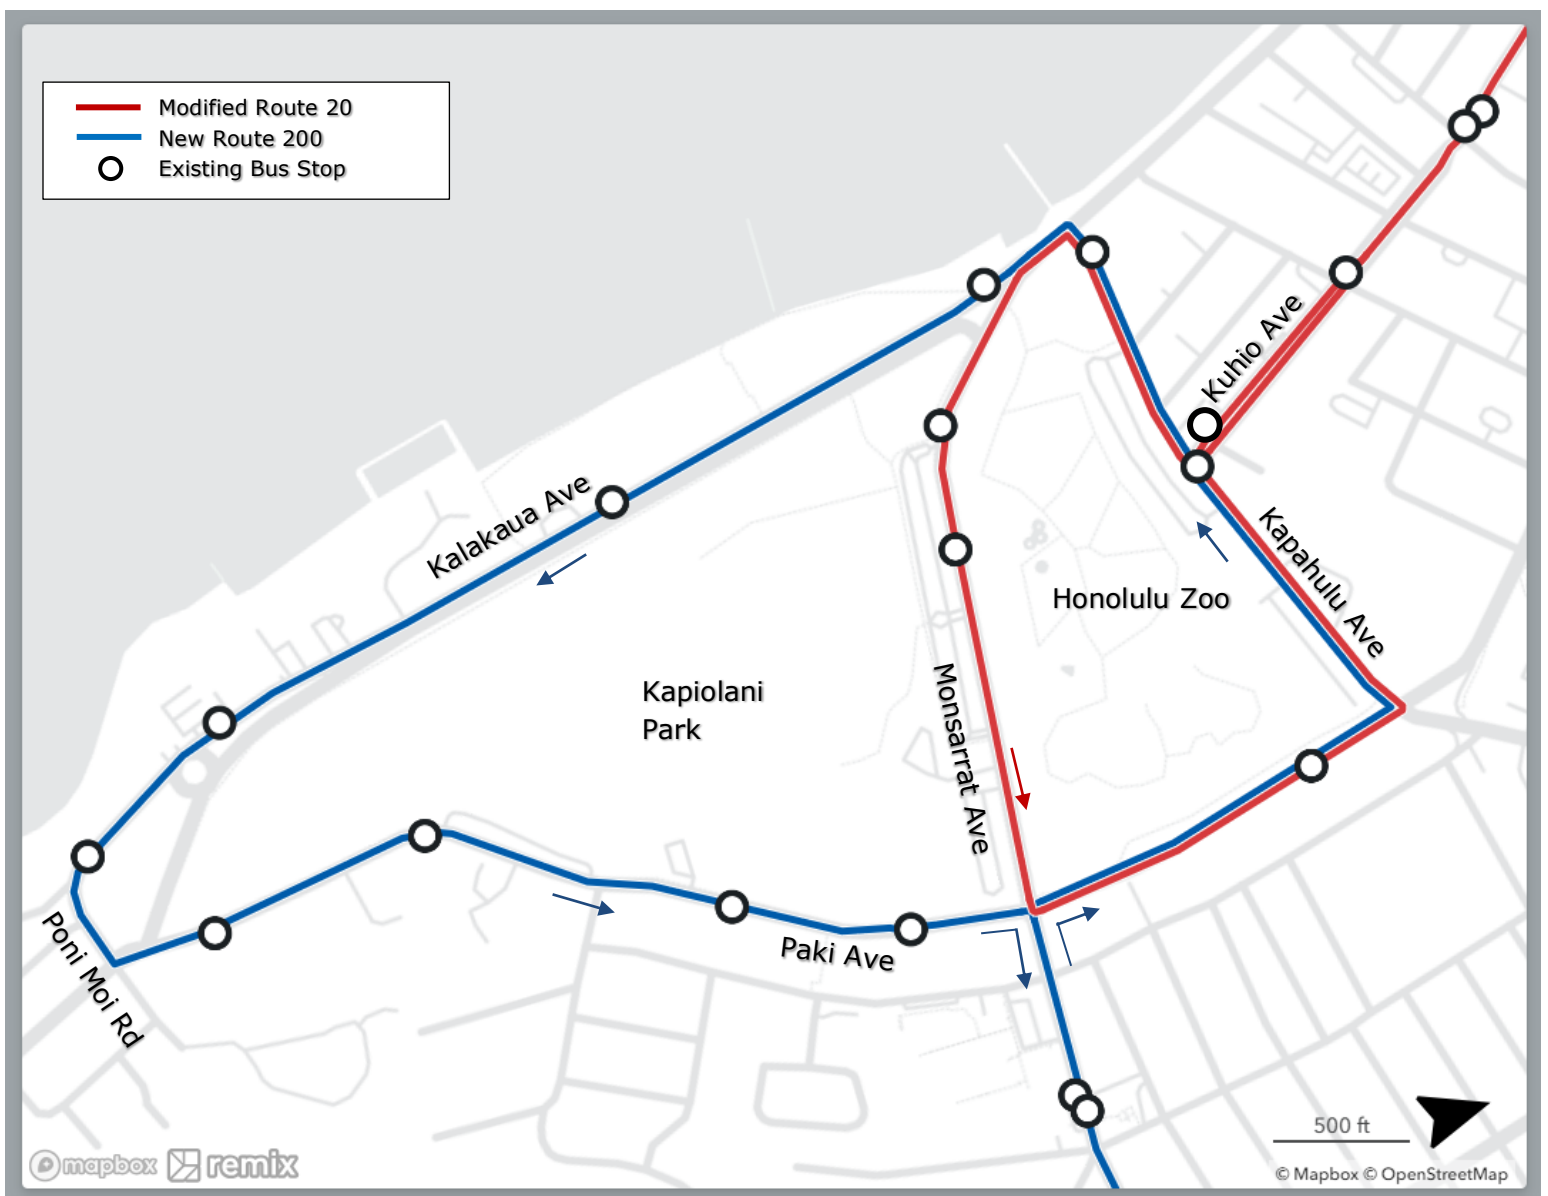 Modified Route 20
New Route 200
Existing Bus Stop
Kuhio Ave
Kalakaua Ave
Kapahulu Ave
Honolulu Zoo
Kapiolani
Park
Monsarrat Ave
Paki Ave
Poni Moi Rd
500 ft
mapbox remix
© Mapbox © OpenStreetMap